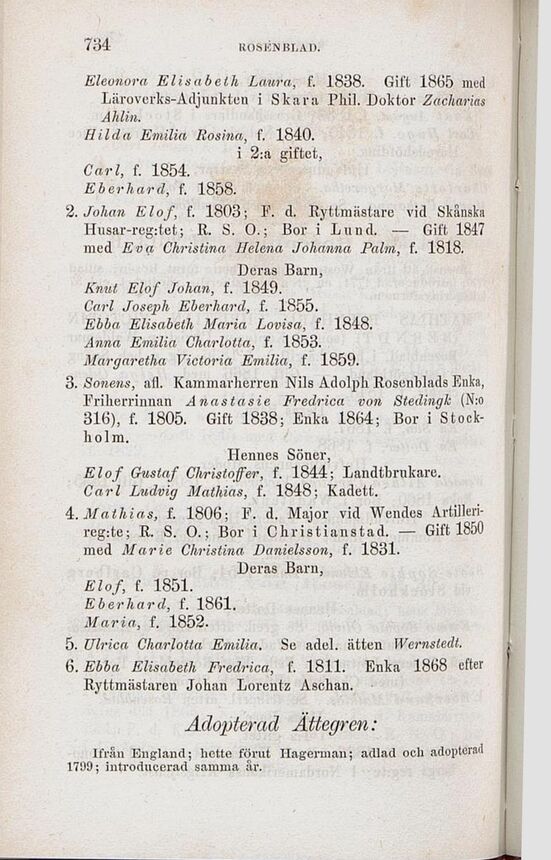 734 ROSENBLAD.
Eleonora Elisabeth Laura, f. 1838. Gift 1865 med
Läroverks-Adjunkten i Skara Phil. Doktor Zacharias
Ahlin.
Hilda Emilia Rosina, f. 1840.
i 2:a giftet,
Carl, f. 1854.
Eberhard, f. 1858.
2. Johan Elof, f. 1803; F. d. Ryttmästare vid Skånska
Husar-reg:tet; R. S. O.; Bor i Lund. — Gift 1847
med Eva Christina Helena Johanna Palm, f. 1818.
Deras Barn,
Knut Elof Johan, f. 1849.
Carl Joseph Eberhard, f. 1855.
Ebba Elisabeth Maria Lovisa, f. 1848.
Anna Emilia Charlotta, f. 1853.
Margaretha Victoria Emilia, f. 1859.
3. Sonens, afl. Kammarherren Nils Adolph Rosenblads Enka,
Friherrinnan Anastasie Fredrica von Stedingk (N:o
316), f. 1805. Gift 1838; Enka 1864; Bor i Stock-
holm.
Hennes Söner,
Elof Gustaf Christoffer, f. 1844; Landtbrukare.
Carl Ludvig Mathias, f. 1848; Kadett.
4. Mathias, f. 1806; F. d. Major vid Wendes Artilleri-
reg:te; R. S. O.; Bor i Christianstad. — Gift 1850
med Marie Christina Danielsson, f. 1831.
Deras Barn,
Elof, f. 1851.
Eberhard, f. 1861.
Maria, f. 1852.
5. Ulrica Charlotta Emilia. Se adel. ätten Wernstedt.
6. Ebba Elisabeth Fredrica, f. 1811. Enka 1868 efter
Ryttmästaren Johan Lorentz Aschan.
Adopterad Ättegren:
Ifrån England; hette förut Hagerman; adlad och adopterad
1799; introducerad samma år.